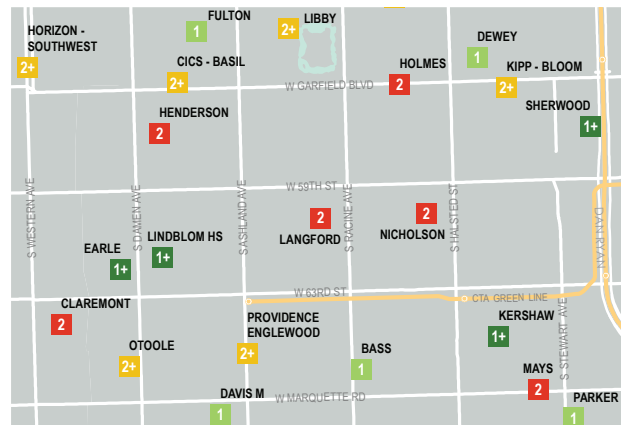 FULTON
1
LIBBY
2+
HORIZON -
SOUTHWEST
2+
CICS - BASIL
2+
DEWEY
1
HOLMES
2
KIPP - BLOOM
2+
W GARFIELD BLVD
SHERWOOD
1+
HENDERSON
2
W 59TH ST
S WESTERN AVE
S DAMEN AVE
S ASHLAND AVE
S RACINE AVE
S HALSTED ST
DAN RYAN
2
LANGFORD
2
NICHOLSON
EARLE
1+
LINDBLOM HS
1+
W 63RD ST
CTA GREEN LINE
S STEWART AVE
CLAREMONT
2
PROVIDENCE
ENGLEWOOD
2+
KERSHAW
1+
OTOOLE
2+
BASS
1
MAYS
2
DAVIS M
1
W MARQUETTE RD
PARKER
1